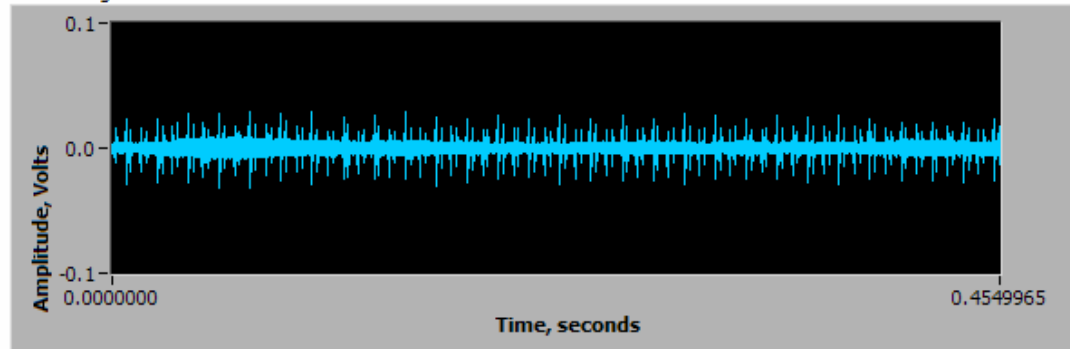 0.1
0.0
-0.1
Amplitude, Volts
0.0000000
0.4549965
Time, seconds